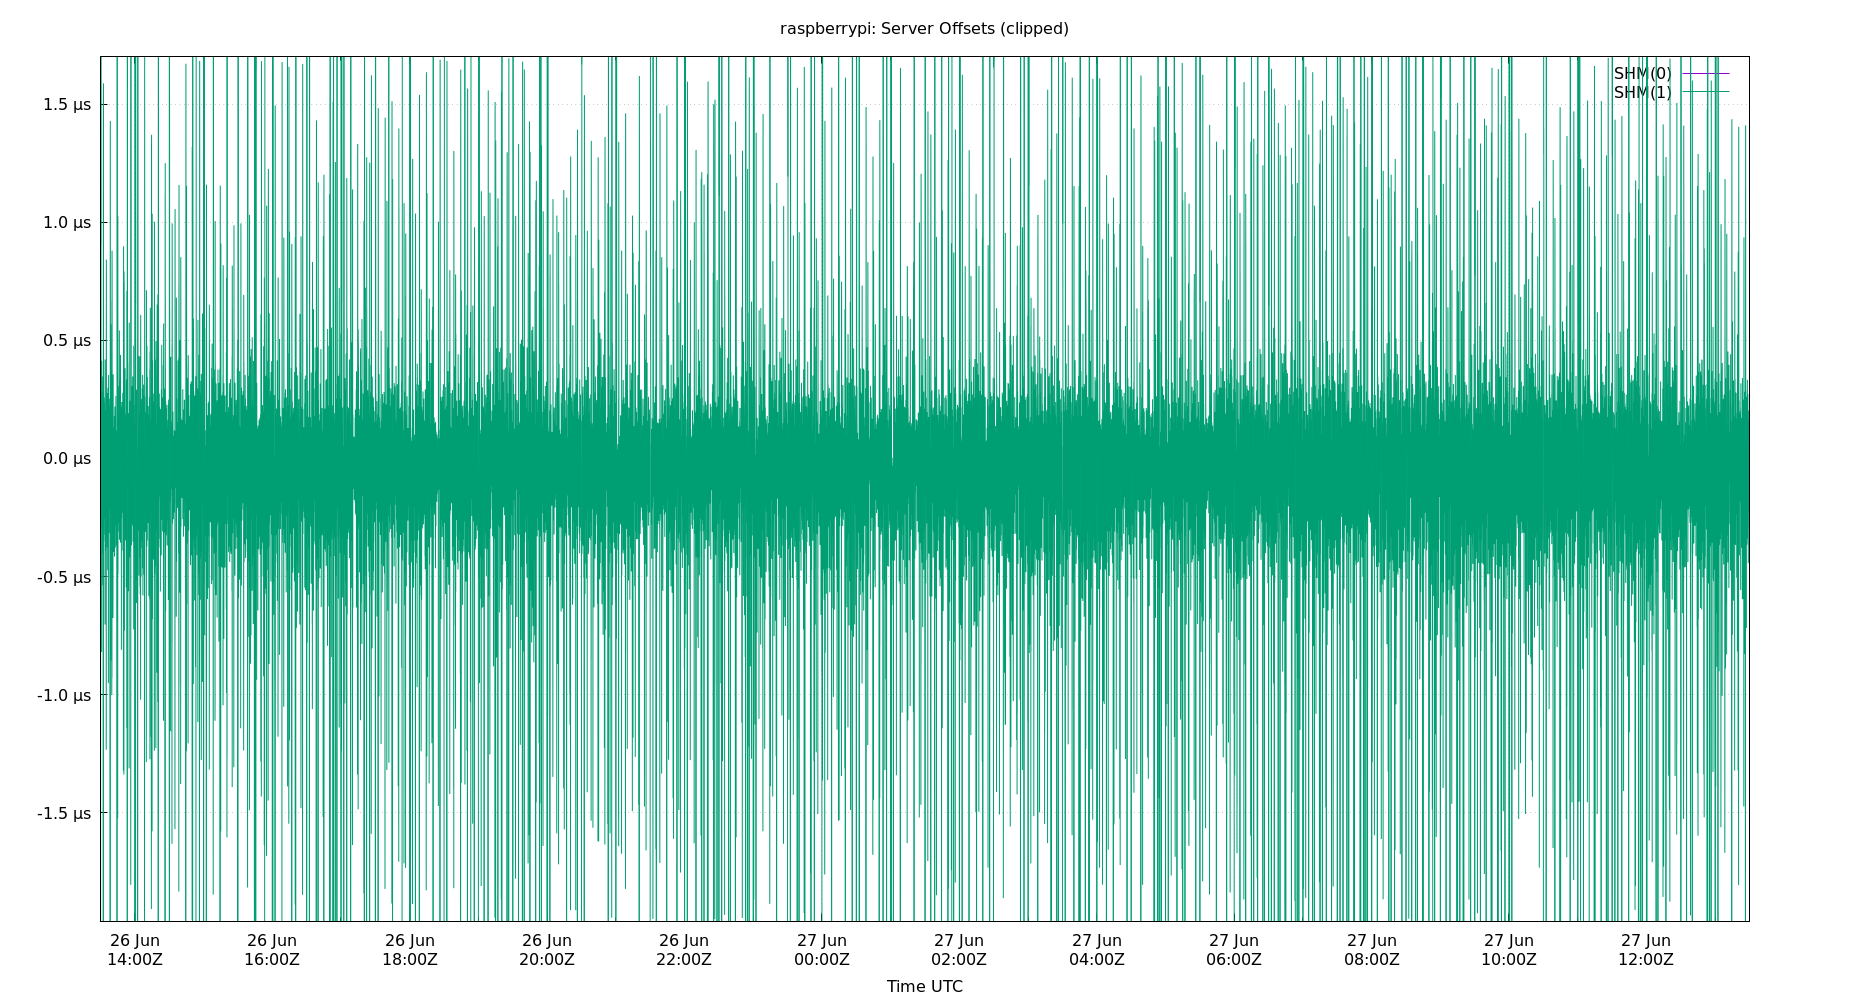 raspberrypi: Server Offsets (clipped)
SHM(0)
SHM(1)
1.5 µs
1.0 µs
0.5 µs
0.0 µs
-0.5 µs
-1.0 µs
-1.5 µs
26 Jun 26 Jun 26 Jun 26 Jun 26 Jun 27 Jun 27 Jun 27 Jun 27 Jun 27 Jun 27 Jun 27 Jun
14:00Z 16:00Z 18:00Z 20:00Z 22:00Z 00:00Z 02:00Z 04:00Z 06:00Z 08:00Z 10:00Z 12:00Z
Time UTC